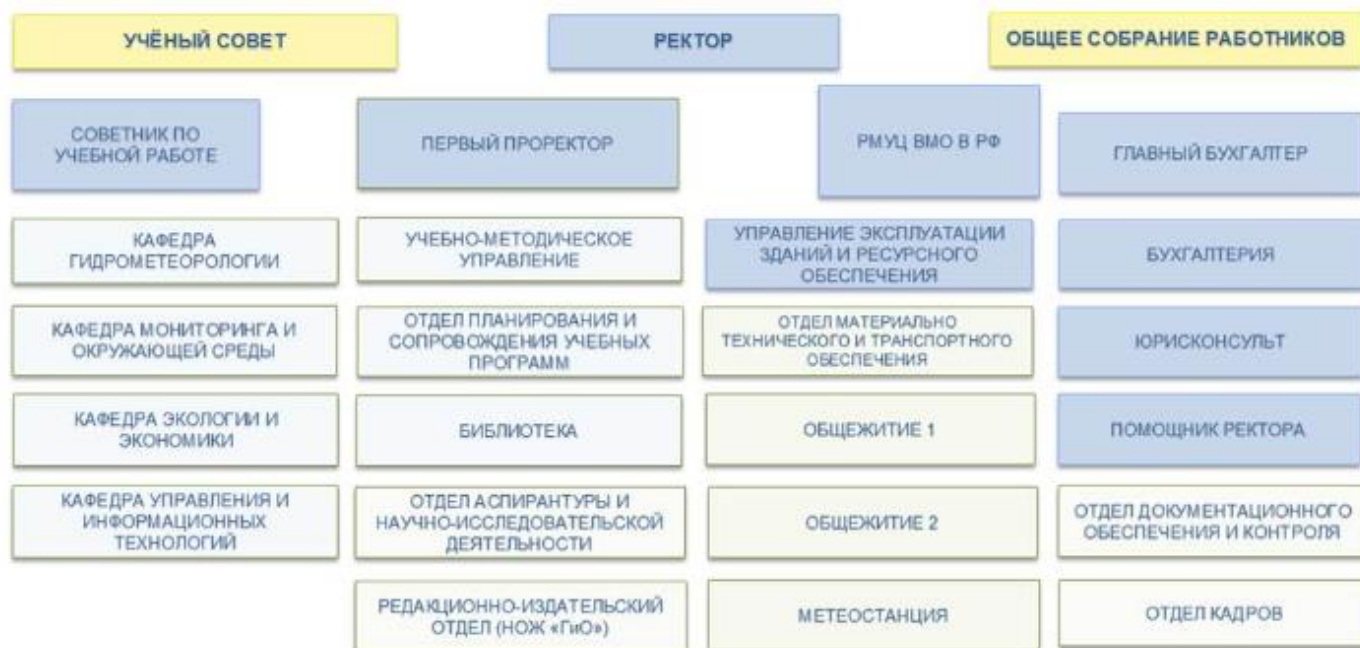 УЧЁНЫЙ СОВЕТ
РЕКТОР
ОБЩЕЕ СОБРАНИЕ РАБОТНИКОВ
СОВЕТНИК ПО
УЧЕБНОЙ РАБОТЕ
ПЕРВЫЙ ПРОРЕКТОР
РМУЦ ВМО В РФ
ГЛАВНЫЙ БУХГАЛТЕР
КАФЕДРА
ГИДРОМЕТЕОРОЛОГИИ
УЧЕБНО-МЕТОДИЧЕСКОЕ
УПРАВЛЕНИЕ
УПРАВЛЕНИЕ ЭКСПЛУАТАЦИИ
ЗДАНИЙ И РЕСУРСНОГО
ОБЕСПЕЧЕНИЯ
БУХГАЛТЕРИЯ
КАФЕДРА МОНИТОРИНГА И
ОКРУЖАЮЩЕЙ СРЕДЫ
ОТДЕЛ ПЛАНИРОВАНИЯ И
СОПРОВОЖДЕНИЯ УЧЕБНЫХ
ПРОГРАММ
ОТДЕЛ МАТЕРИАЛЬНО
ТЕХНИЧЕСКОГО И ТРАНСПОРТНОГО
ОБЕСПЕЧЕНИЯ
ЮРИСКОНСУЛЬТ
КАФЕДРА ЭКОЛОГИИ И
ЭКОНОМИКИ
БИБЛИОТЕКА
ОБЩЕЖИТИЕ 1
ПОМОЩНИК РЕКТОРА
КАФЕДРА УПРАВЛЕНИЯ И
ИНФОРМАЦИОННЫХ
ТЕХНОЛОГИЙ
ОТДЕЛ АСПИРАНТУРЫ И
НАУЧНО-ИССЛЕДОВАТЕЛЬСКОЙ
ДЕЯТЕЛЬНОСТИ
ОБЩЕЖИТИЕ 2
ОТДЕЛ ДОКУМЕНТАЦИОННОГО
ОБЕСПЕЧЕНИЯ И КОНТРОЛЯ
РЕДАКЦИОННО-ИЗДАТЕЛЬСКИЙ
ОТДЕЛ (НОЖ «ГиО»)
МЕТЕОСТАНЦИЯ
ОТДЕЛ КАДРОВ